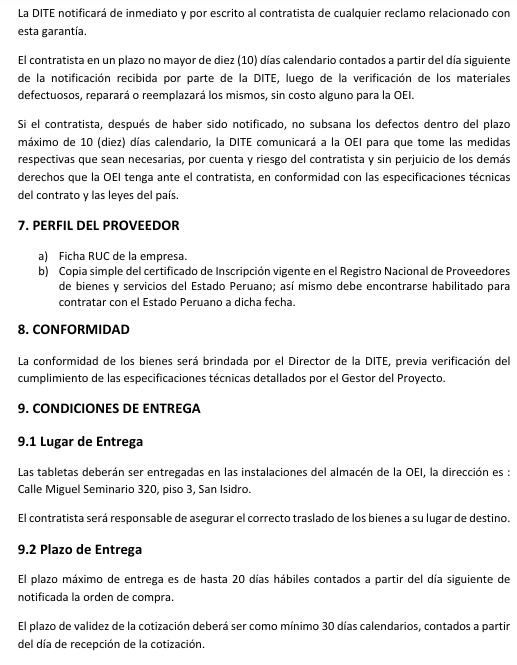 La DITE notificará de inmediato y por escrito al contratista de cualquier reclamo relacionado con
esta garantía.
El contratista en un plazo no mayor de diez (10) días calendario contados a partir del día siguiente
de la notificación recibida por parte de la DITE, luego de la verificación de los materiales
defectuosos, reparará o reemplazará los mismos, sin costo alguno para la OEI.
Si el contratista, después de haber sido notificado, no subsana los defectos dentro del plazo
máximo de 10 (diez) días calendario, la DITE comunicará a la OEI para que tome las medidas
respectivas que sean necesarias, por cuenta y riesgo del contratista y sin perjuicio de los demás
derechos que la OEI tenga ante el contratista, en conformidad con las especificaciones técnicas
del contrato y las leyes del país.
7. PERFIL DEL PROVEEDOR
a) Ficha RUC de la empresa.
b) Copia simple del certificado de Inscripción vigente en el Registro Nacional de Proveedores
de bienes y servicios del Estado Peruano; así mismo debe encontrarse habilitado para
contratar con el Estado Peruano a dicha fecha.
8. CONFORMIDAD
La conformidad de los bienes será brindada por el Director de la DITE, previa verificación del
cumplimiento de las especificaciones técnicas detallados por el Gestor del Proyecto.
9. CONDICIONES DE ENTREGA
9.1 Lugar de Entrega
Las tabletas deberán ser entregadas en las instalaciones del almacén de la OEI, la dirección es :
Calle Miguel Seminario 320, piso 3, San Isidro.
El contratista será responsable de asegurar el correcto traslado de los bienes a su lugar de destino.
9.2 Plazo de Entrega
El plazo máximo de entrega es de hasta 20 días hábiles contados a partir del día siguiente de
notificada la orden de compra.
El plazo de validez de la cotización deberá ser como mínimo 30 días calendarios, contados a partir
del día de recepción de la cotización.